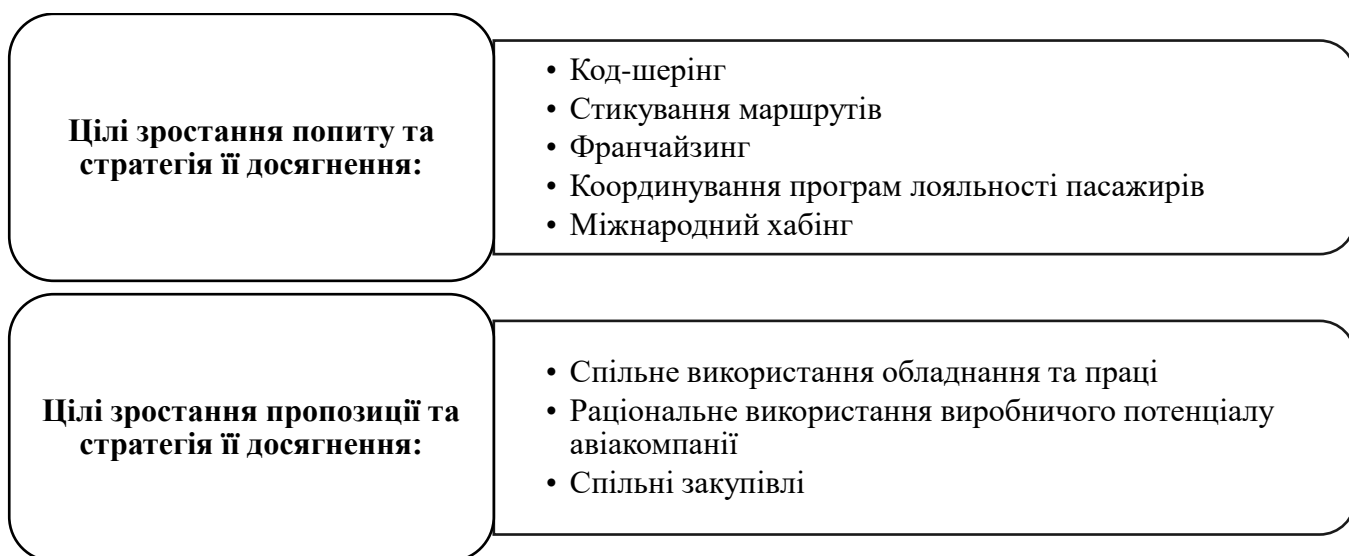 Цілі зростання попиту та
стратегія її досягнення:
• Код-шерінг
• Стикування маршрутів
• Франчайзинг
• Координування програм лояльності пасажирів
• Міжнародний хабінг
Цілі зростання пропозиції та
стратегія її досягнення:
• Спільне використання обладнання та праці
• Раціональне використання виробничого потенціалу
авіакомпанії
• Спільні закупівлі